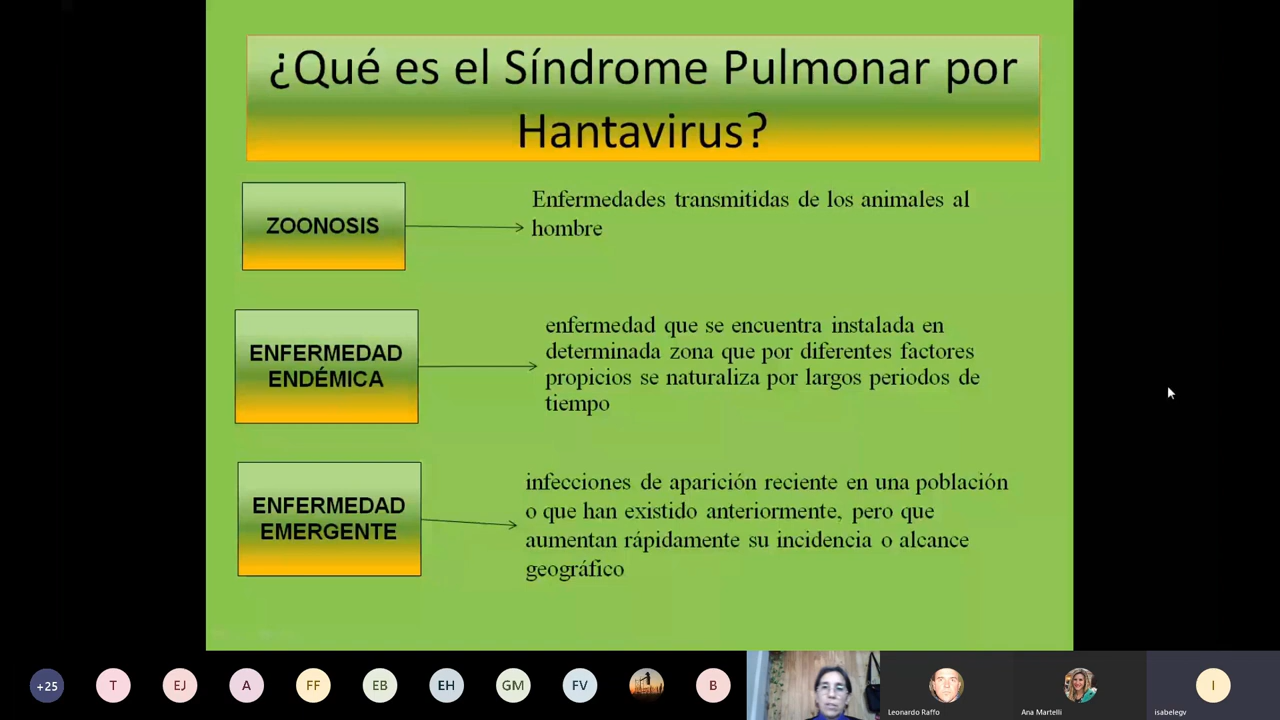 ¿Qué es el Síndrome Pulmonar por
Hantavirus?
ZOONOSIS
Enfermedades transmitidas de los animales al
hombre
ENFERMEDAD
ENDÉMICA
enfermedad que se encuentra instalada en
determinada zona que por diferentes factores
propicios se naturaliza por largos periodos de
tiempo
ENFERMEDAD
EMERGENTE
infecciones de aparición reciente en una población
o que han existido anteriormente, pero que
aumentan rápidamente su incidencia o alcance
geográfico
+25
T
EJ
A
FF
EB
EH
GM
FV
B
Leonardo Raffo
Ana Martelli
I
isabelegv